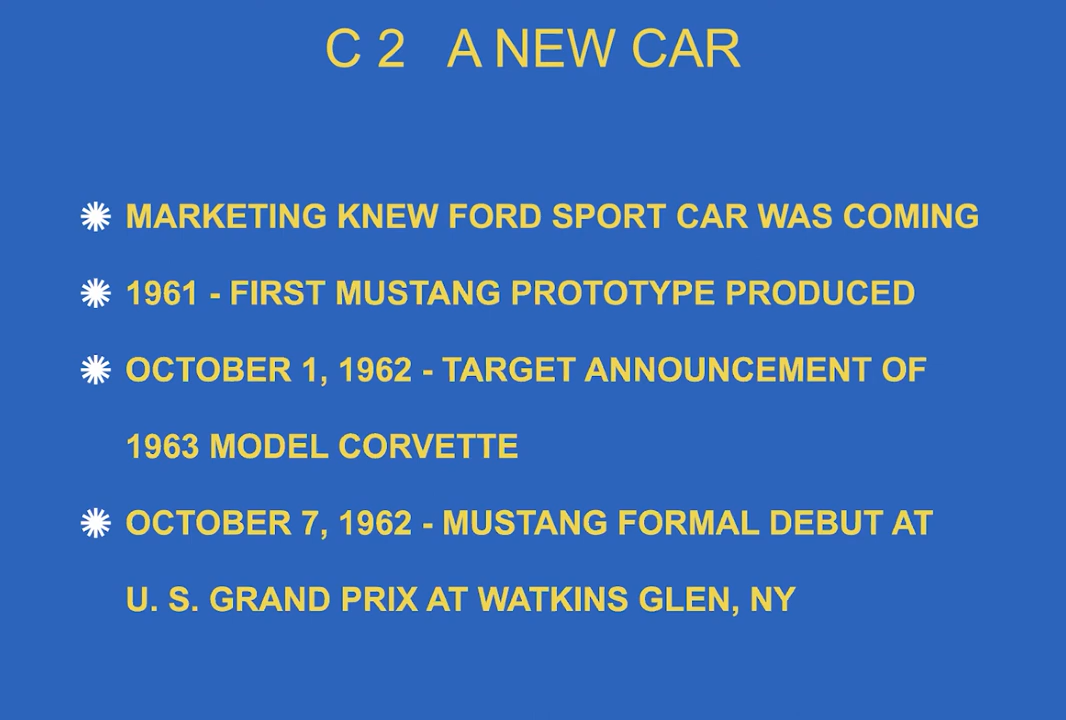 C 2 A NEW CAR
MARKETING KNEW FORD SPORT CAR WAS COMING
1961 - FIRST MUSTANG PROTOTYPE PRODUCED
OCTOBER 1, 1962 - TARGET ANNOUNCEMENT OF
1963 MODEL CORVETTE
OCTOBER 7, 1962 - MUSTANG FORMAL DEBUT AT
U. S. GRAND PRIX AT WATKINS GLEN, NY